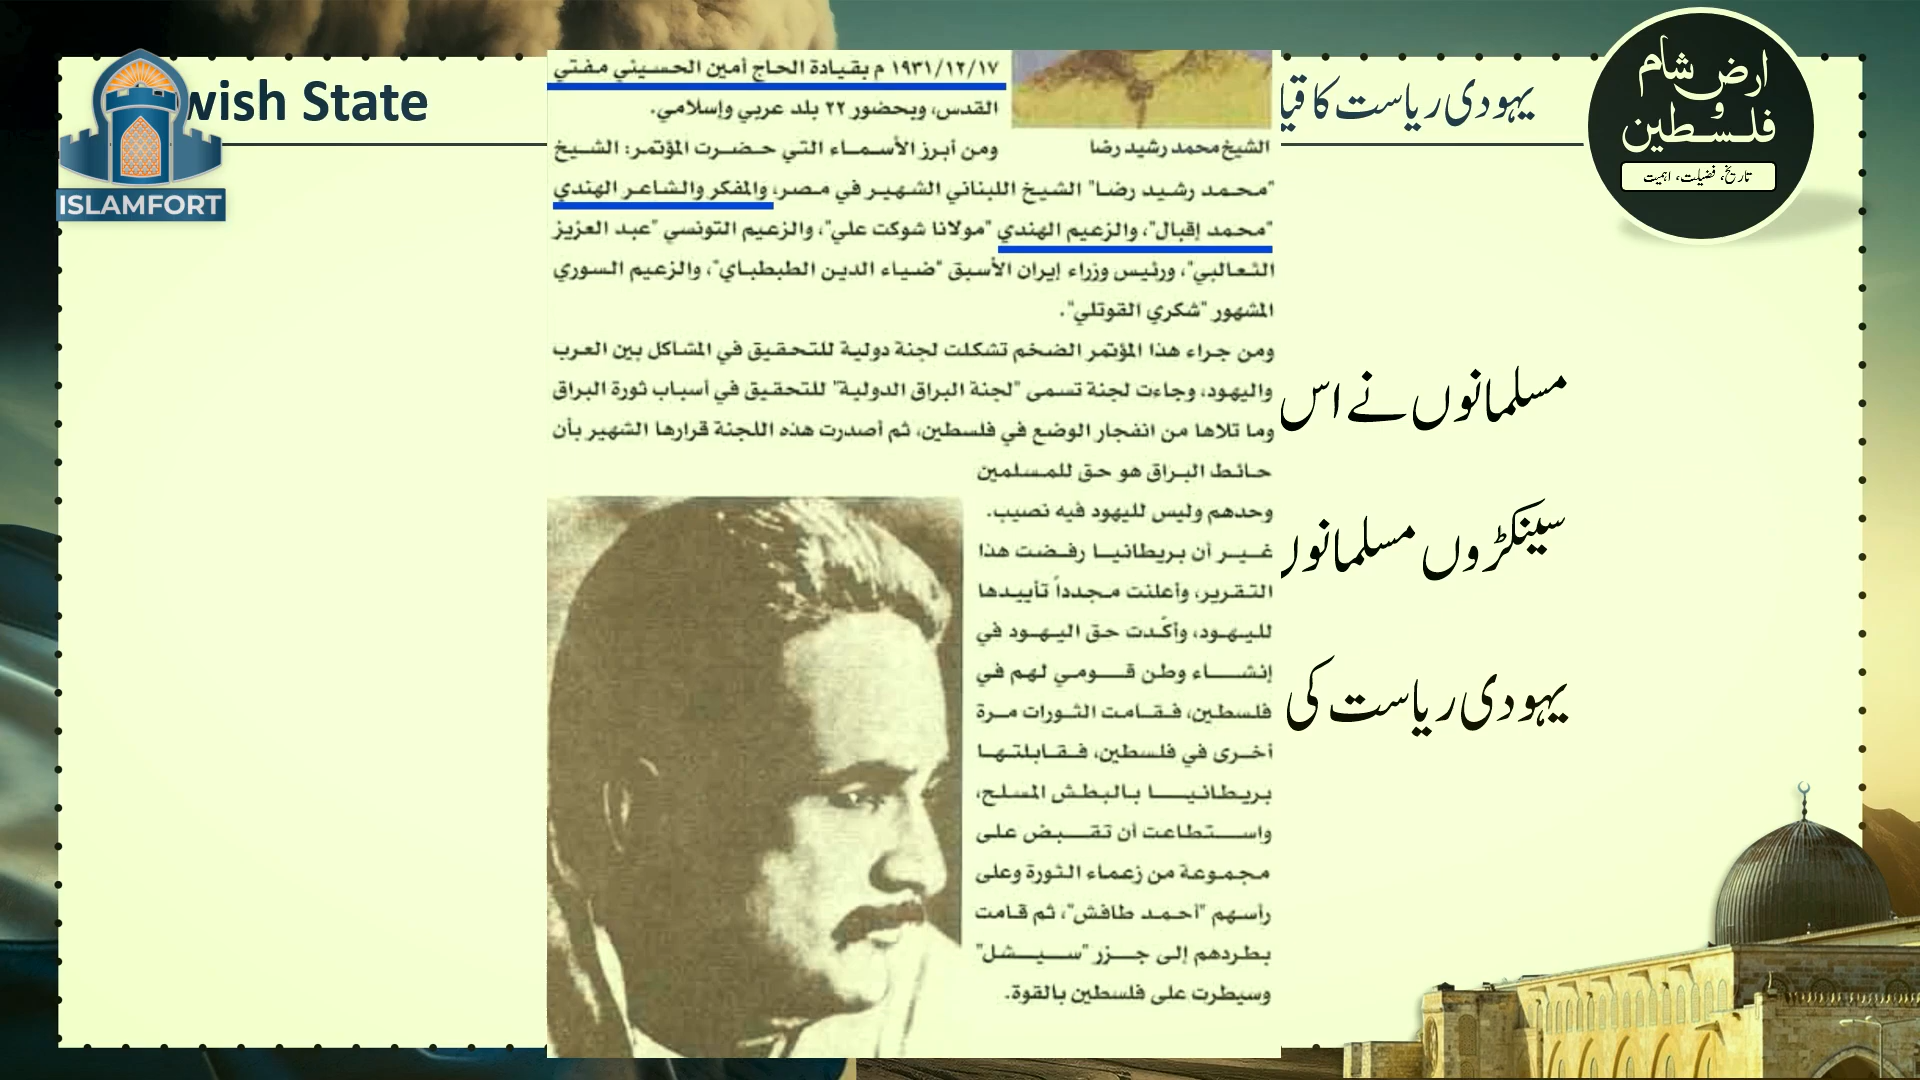 wish State
ISLAMFORT
یہودی ریاست کا قیا
ارض شام
و
فلسطین
تاریخ، فضیلت، اہمیت
١٩٣١/١٢/١٧ م بقيادة الحاج أمين الحسيني مفتي
القدس، وبحضور ٢٢ بلد عربي وإسلامي.
ومن أبرز الأسماء التي حضرت المؤتمر: الشيخ
الشيخ محمد رشيد رضا
"محمد رشيد رضا" الشيخ اللبناني الشهير في مصر، والمفكر والشاعر الهندي
"محمد إقبال"، والزعيم الهندي "مولانا شوكت علي"، والزعيم التونسي "عبد العزيز
الثعالبي"، ورئيس وزراء إيران الأسبق "ضياء الدين الطبطباي"، والزعيم السوري
المشهور "شكري القوتلي".
ومن جراء هذا المؤتمر الضخم تشكلت لجنة دولية للتحقيق في المشاكل بين العرب
واليهود، وجاءت لجنة تسمى "لجنة البراق الدولية" للتحقيق في أسباب ثورة البراق
وما تلاها من انفجار الوضع في فلسطين، ثم أصدرت هذه اللجنة قرارها الشهير بأن
حائط البراق هو حق للمسلمين
وحدهم وليس لليهود فيه نصيب.
غير أن بريطانيا رفضت هذا
التقرير، وأعلنت مجدداً تأييدها
لليهود، وأكّدت حق اليهود في
إنشاء وطن قومي لهم في
فلسطين، فقامت الثورات مرة
أخرى في فلسطين، فقابلتها
بريطانيا بالبطش المسلح،
واستطاعت أن تقبض على
مجموعة من زعماء الثورة وعلى
رأسهم "أحمد طافش"، ثم قامت
بطردهم إلى جزر "سيشل"
وسيطرت على فلسطين بالقوة.
مسلمانوں نے اس
سینکڑوں مسلمانوں
یہودی ریاست کی